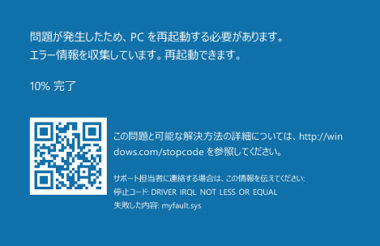 問題が発生したため、PC を再起動する必要があります。
エラー情報を収集しています。再起動できます。
10% 完了
この問題と可能な解決方法の詳細については、http://win
dows.com/stopcode を参照してください。
サポート担当者に連絡する場合は、この情報を伝えてください:
停止コード: DRIVER IRQL NOT LESS OR EQUAL
失敗した内容: myfault.sys